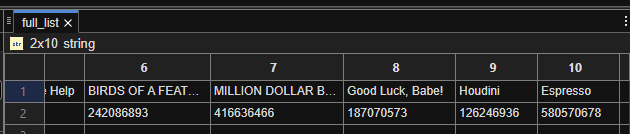 full_list
str 2x10 string
6 7 8 9 10
1 Help BIRDS OF A FEAT... MILLION DOLLAR B... Good Luck, Babe! Houdini Espresso
2 242086893 416636466 187070573 126246936 580570678